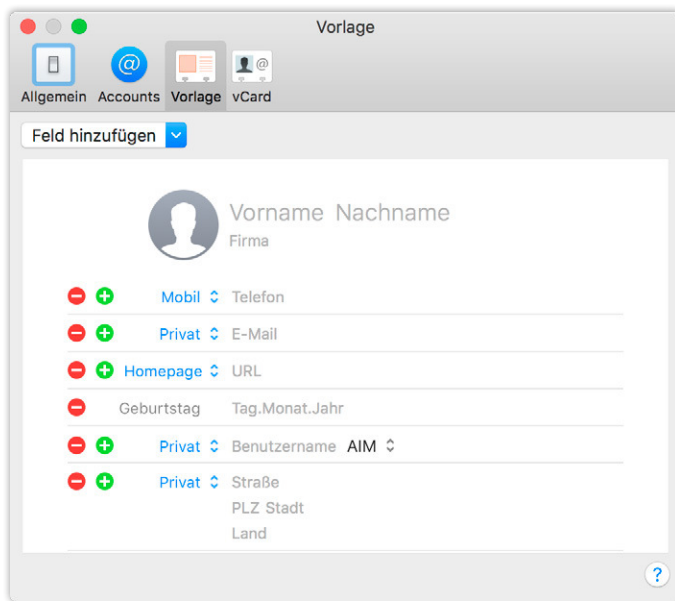 Vorlage
Allgemein Accounts Vorlage vCard
Feld hinzufügen
Vorname Nachname
Firma
Mobil Telefon
Privat E-Mail
Homepage URL
Geburtstag Tag.Monat.Jahr
Privat Benutzername AIM
Privat Straße
PLZ Stadt
Land
?